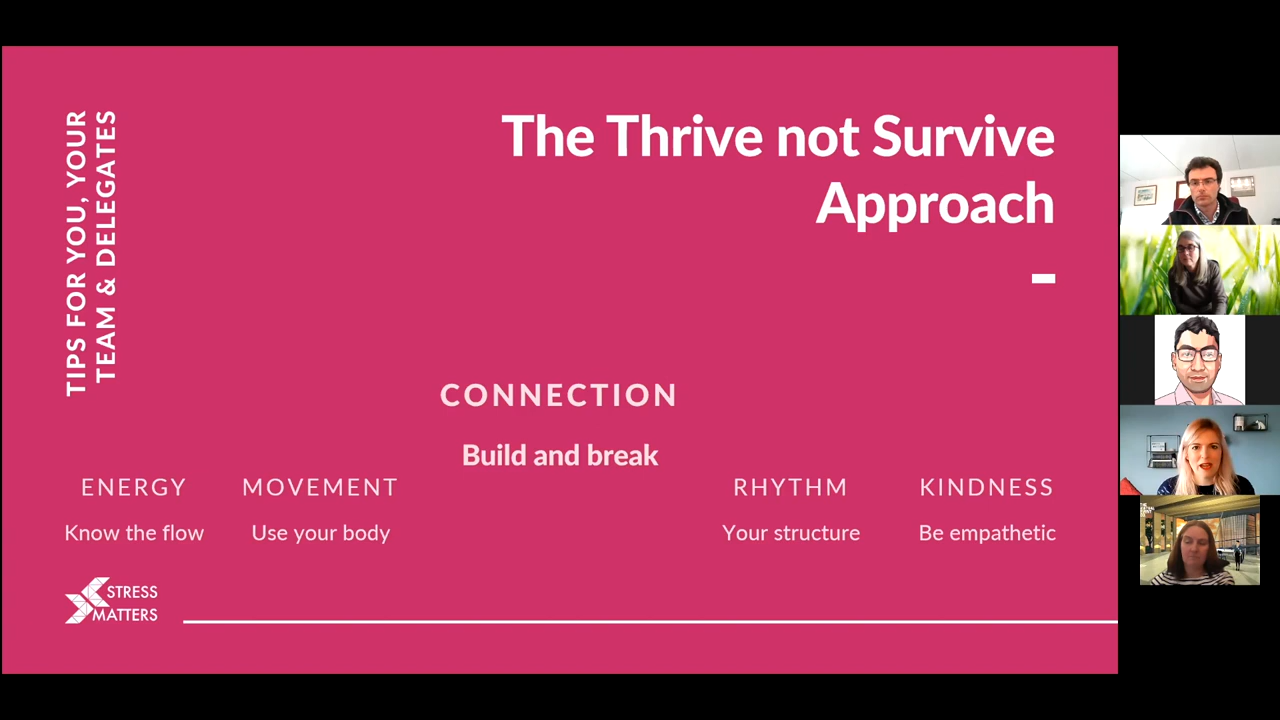 TIPS FOR YOU, YOUR
TEAM & DELEGATES
The Thrive not Survive
Approach
CONNECTION
Build and break
ENERGY
Know the flow
MOVEMENT
Use your body
RHYTHM
Your structure
KINDNESS
Be empathetic
STRESS
MATTERS